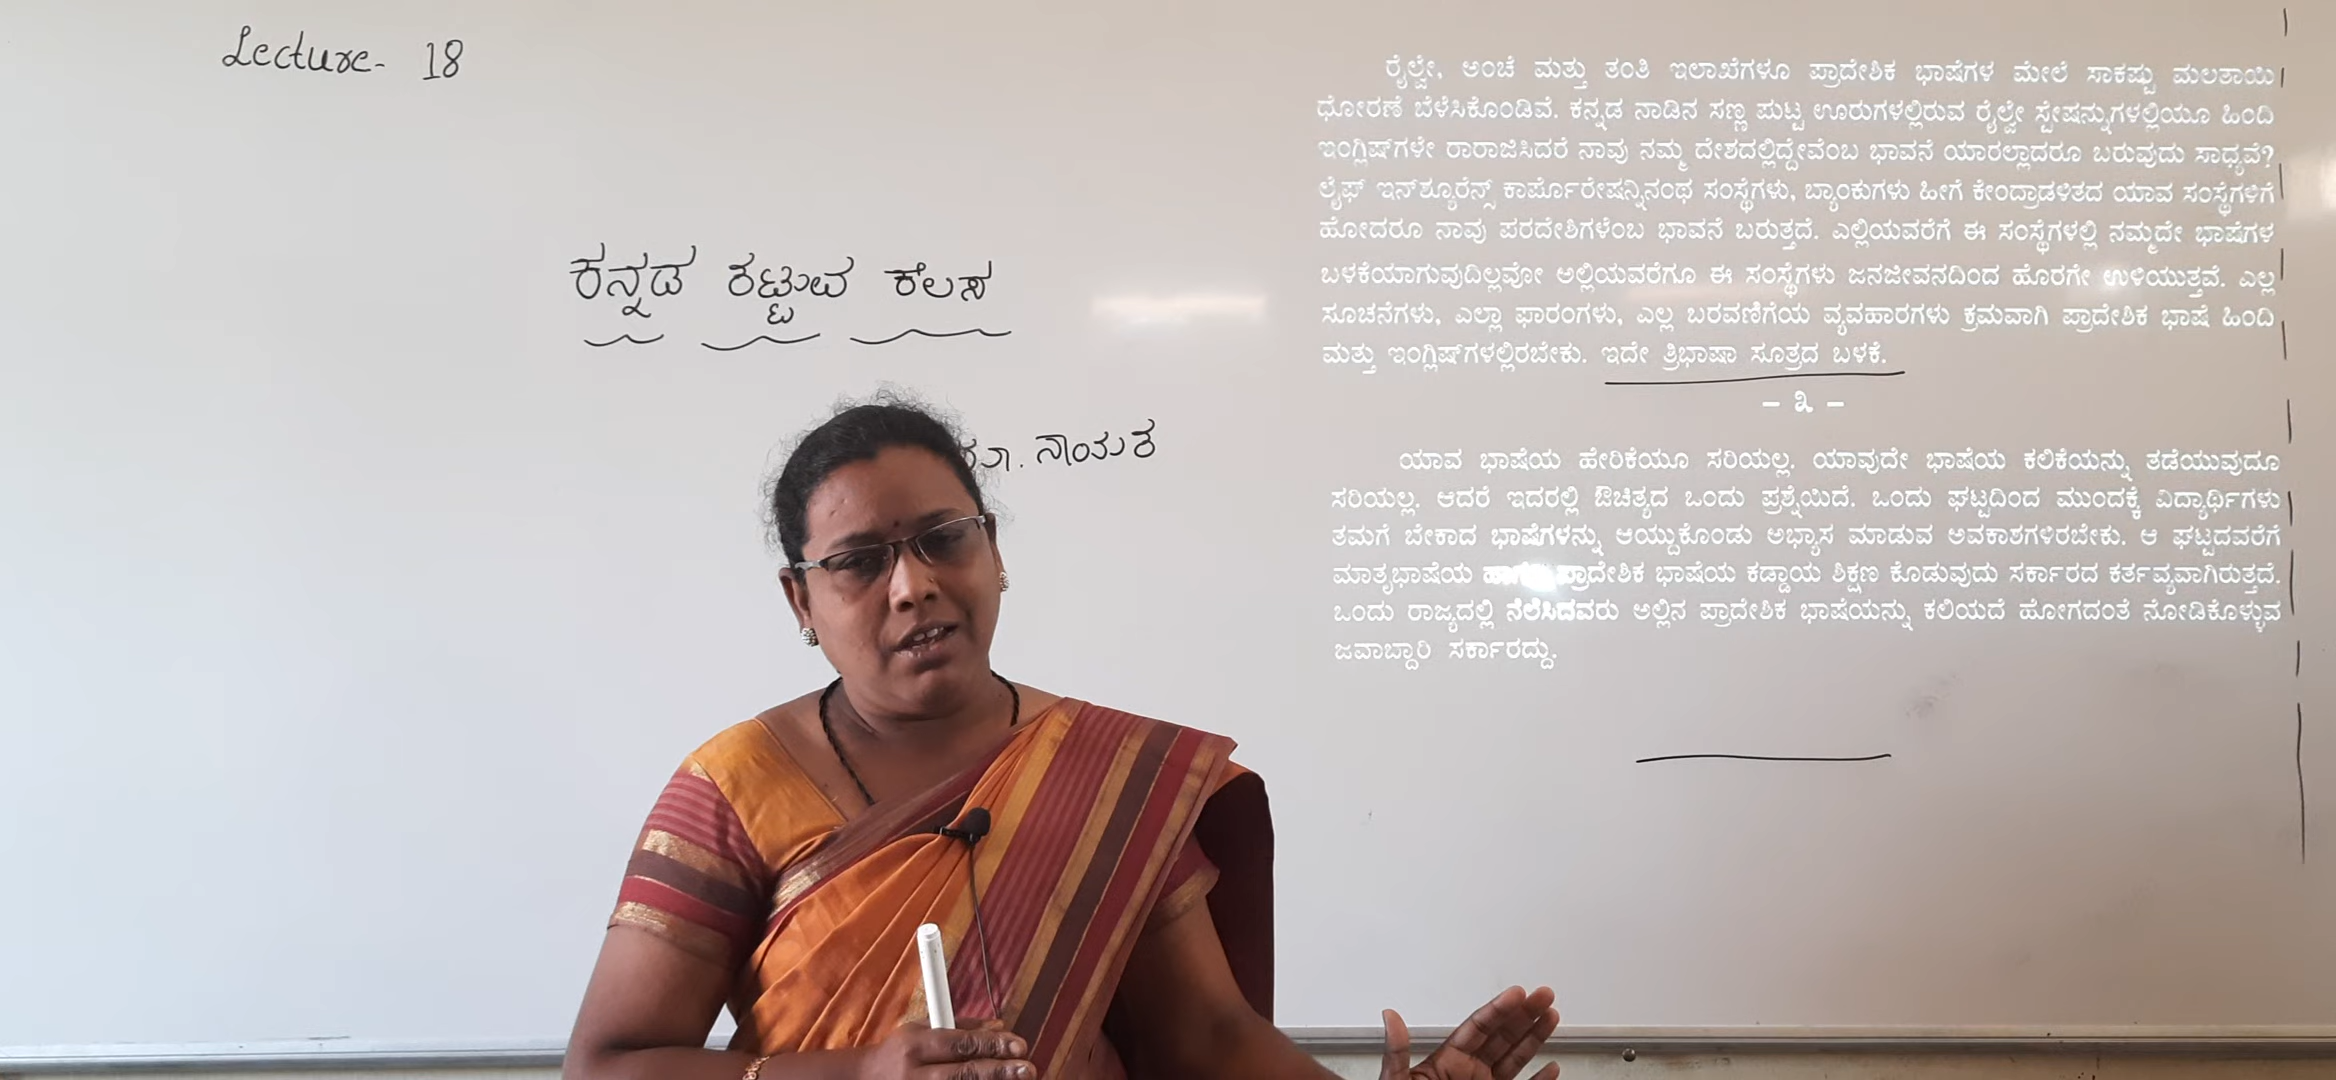 Lecture- 18
ಕನ್ನಡ ಕಟ್ಟುವ ಕೆಲಸ
ನಾಯಕ
ರೈಲ್ವೇ, ಅಂಚೆ ಮತ್ತು ತಂತಿ ಇಲಾಖೆಗಳೂ ಪ್ರಾದೇಶಿಕ ಭಾಷೆಗಳ ಮೇಲೆ ಸಾಕಷ್ಟು ಮಲತಾಯಿ
ಧೋರಣೆ ಬೆಳೆಸಿಕೊಂಡಿವೆ. ಕನ್ನಡ ನಾಡಿನ ಸಣ್ಣ ಪುಟ್ಟ ಊರುಗಳಲ್ಲಿರುವ ರೈಲ್ವೇ ಸ್ಟೇಷನ್ನುಗಳಲ್ಲಿಯೂ ಹಿಂದಿ
ಇಂಗ್ಲಿಷ್‌ಗಳೇ ರಾರಾಜಿಸಿದರೆ ನಾವು ನಮ್ಮ ದೇಶದಲ್ಲಿದ್ದೇವೆಂಬ ಭಾವನೆ ಯಾರಲ್ಲಾದರೂ ಬರುವುದು ಸಾಧ್ಯವೆ?
ಲೈಫ್ ಇನ್‌ಶ್ಯೂರೆನ್ಸ್ ಕಾರ್ಪೊರೇಷನ್ನಿನಂಥ ಸಂಸ್ಥೆಗಳು, ಬ್ಯಾಂಕುಗಳು ಹೀಗೆ ಕೇಂದ್ರಾಡಳಿತದ ಯಾವ ಸಂಸ್ಥೆಗಳಿಗೆ
ಹೋದರೂ ನಾವು ಪರದೇಶಿಗಳೆಂಬ ಭಾವನೆ ಬರುತ್ತದೆ. ಎಲ್ಲಿಯವರೆಗೆ ಈ ಸಂಸ್ಥೆಗಳಲ್ಲಿ ನಮ್ಮದೇ ಭಾಷೆಗಳ
ಬಳಕೆಯಾಗುವುದಿಲ್ಲವೋ ಅಲ್ಲಿಯವರೆಗೂ ಈ ಸಂಸ್ಥೆಗಳು ಜನಜೀವನದಿಂದ ಹೊರಗೇ ಉಳಿಯುತ್ತವೆ. ಎಲ್ಲ
ಸೂಚನೆಗಳು, ಎಲ್ಲಾ ಫಾರಂಗಳು, ಎಲ್ಲ ಬರವಣಿಗೆಯ ವ್ಯವಹಾರಗಳು ಕ್ರಮವಾಗಿ ಪ್ರಾದೇಶಿಕ ಭಾಷೆ ಹಿಂದಿ
ಮತ್ತು ಇಂಗ್ಲಿಷ್‌ಗಳಲ್ಲಿರಬೇಕು. ಇದೇ ತ್ರಿಭಾಷಾ ಸೂತ್ರದ ಬಳಕೆ.
– ೩ –
ಯಾವ ಭಾಷೆಯ ಹೇರಿಕೆಯೂ ಸರಿಯಲ್ಲ. ಯಾವುದೇ ಭಾಷೆಯ ಕಲಿಕೆಯನ್ನು ತಡೆಯುವುದೂ
ಸರಿಯಲ್ಲ. ಆದರೆ ಇದರಲ್ಲಿ ಔಚಿತ್ಯದ ಒಂದು ಪ್ರಶ್ನೆಯಿದೆ. ಒಂದು ಘಟ್ಟದಿಂದ ಮುಂದಕ್ಕೆ ವಿದ್ಯಾರ್ಥಿಗಳು
ತಮಗೆ ಬೇಕಾದ ಭಾಷೆಗಳನ್ನು ಆಯ್ದುಕೊಂಡು ಅಭ್ಯಾಸ ಮಾಡುವ ಅವಕಾಶಗಳಿರಬೇಕು. ಆ ಘಟ್ಟದವರೆಗೆ
ಮಾತೃಭಾಷೆಯ ಹಾಗೂ ಪ್ರಾದೇಶಿಕ ಭಾಷೆಯ ಕಡ್ಡಾಯ ಶಿಕ್ಷಣ ಕೊಡುವುದು ಸರ್ಕಾರದ ಕರ್ತವ್ಯವಾಗಿರುತ್ತದೆ.
ಒಂದು ರಾಜ್ಯದಲ್ಲಿ ನೆಲೆಸಿದವರು ಅಲ್ಲಿನ ಪ್ರಾದೇಶಿಕ ಭಾಷೆಯನ್ನು ಕಲಿಯದೆ ಹೋಗದಂತೆ ನೋಡಿಕೊಳ್ಳುವ
ಜವಾಬ್ದಾರಿ ಸರ್ಕಾರದ್ದು.